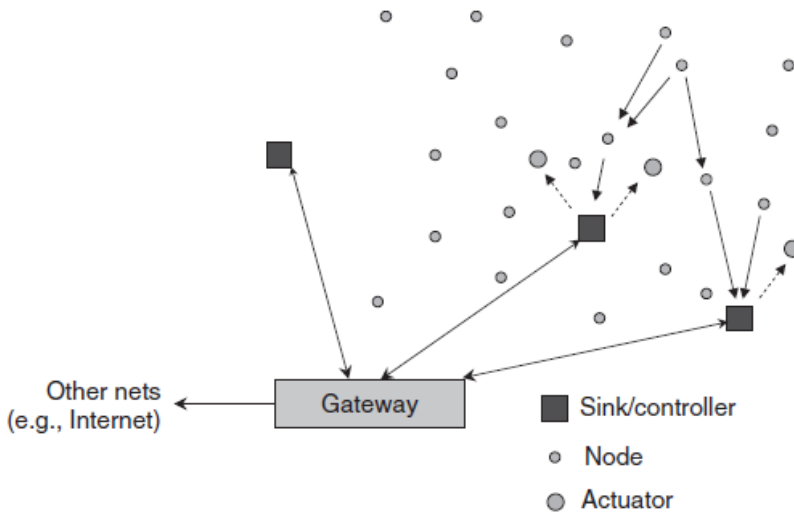 Other nets
(e.g., Internet)
Gateway
Sink/controller
Node
Actuator